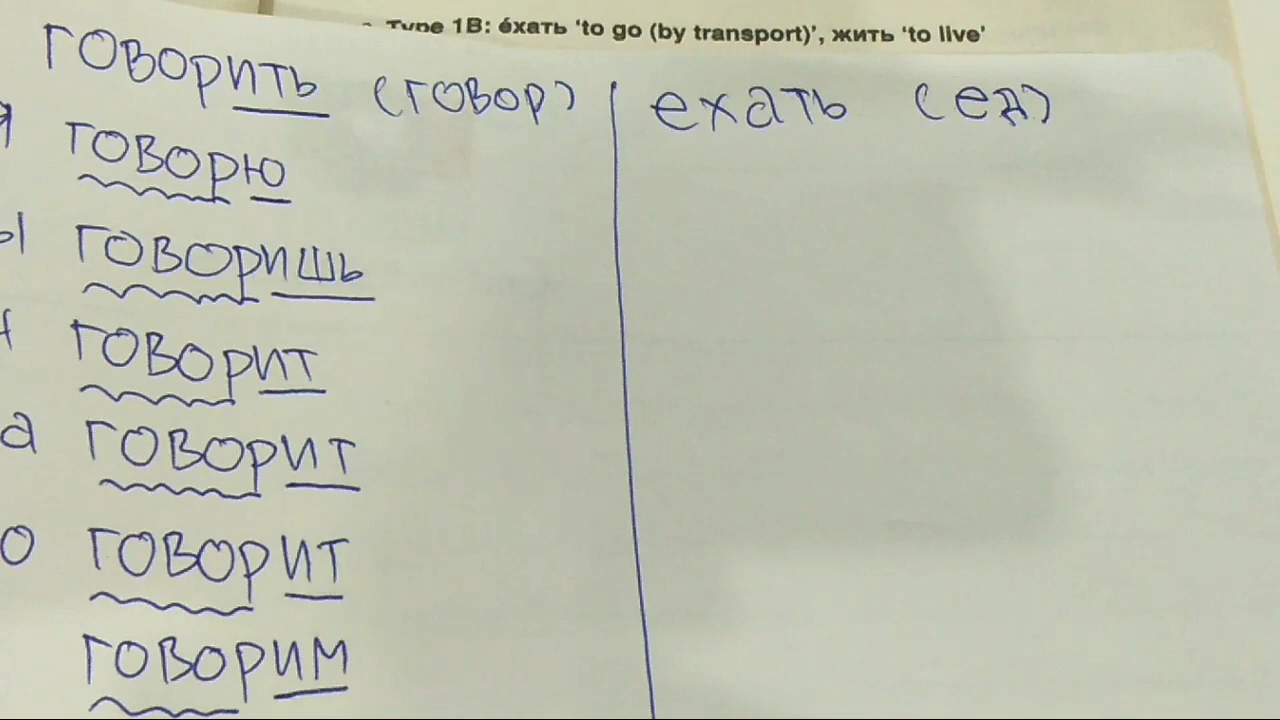 Type 1B: éхать ‘to go (by transport)’, жить ‘to live’
говорить (говор) ехать (ед)
говорю
говоришь
говорит
а говорит
о говорит
говорим